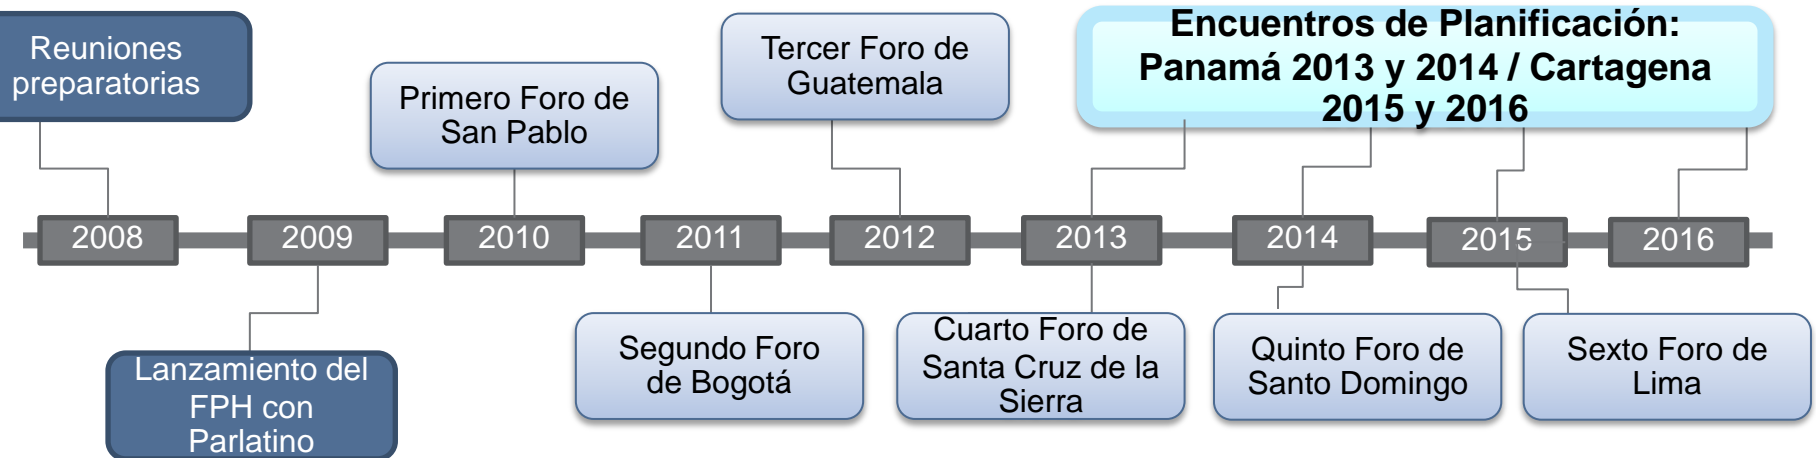 Reuniones
preparatorias
Primero Foro de
San Pablo
Tercer Foro de
Guatemala
Encuentros de Planificación:
Panamá 2013 y 2014 / Cartagena
2015 y 2016
2008
2009
2010
2011
2012
2013
2014
2015
2016
Lanzamiento del
FPH con
Parlatino
Segundo Foro
de Bogotá
Cuarto Foro de
Santa Cruz de la
Sierra
Quinto Foro de
Santo Domingo
Sexto Foro de
Lima